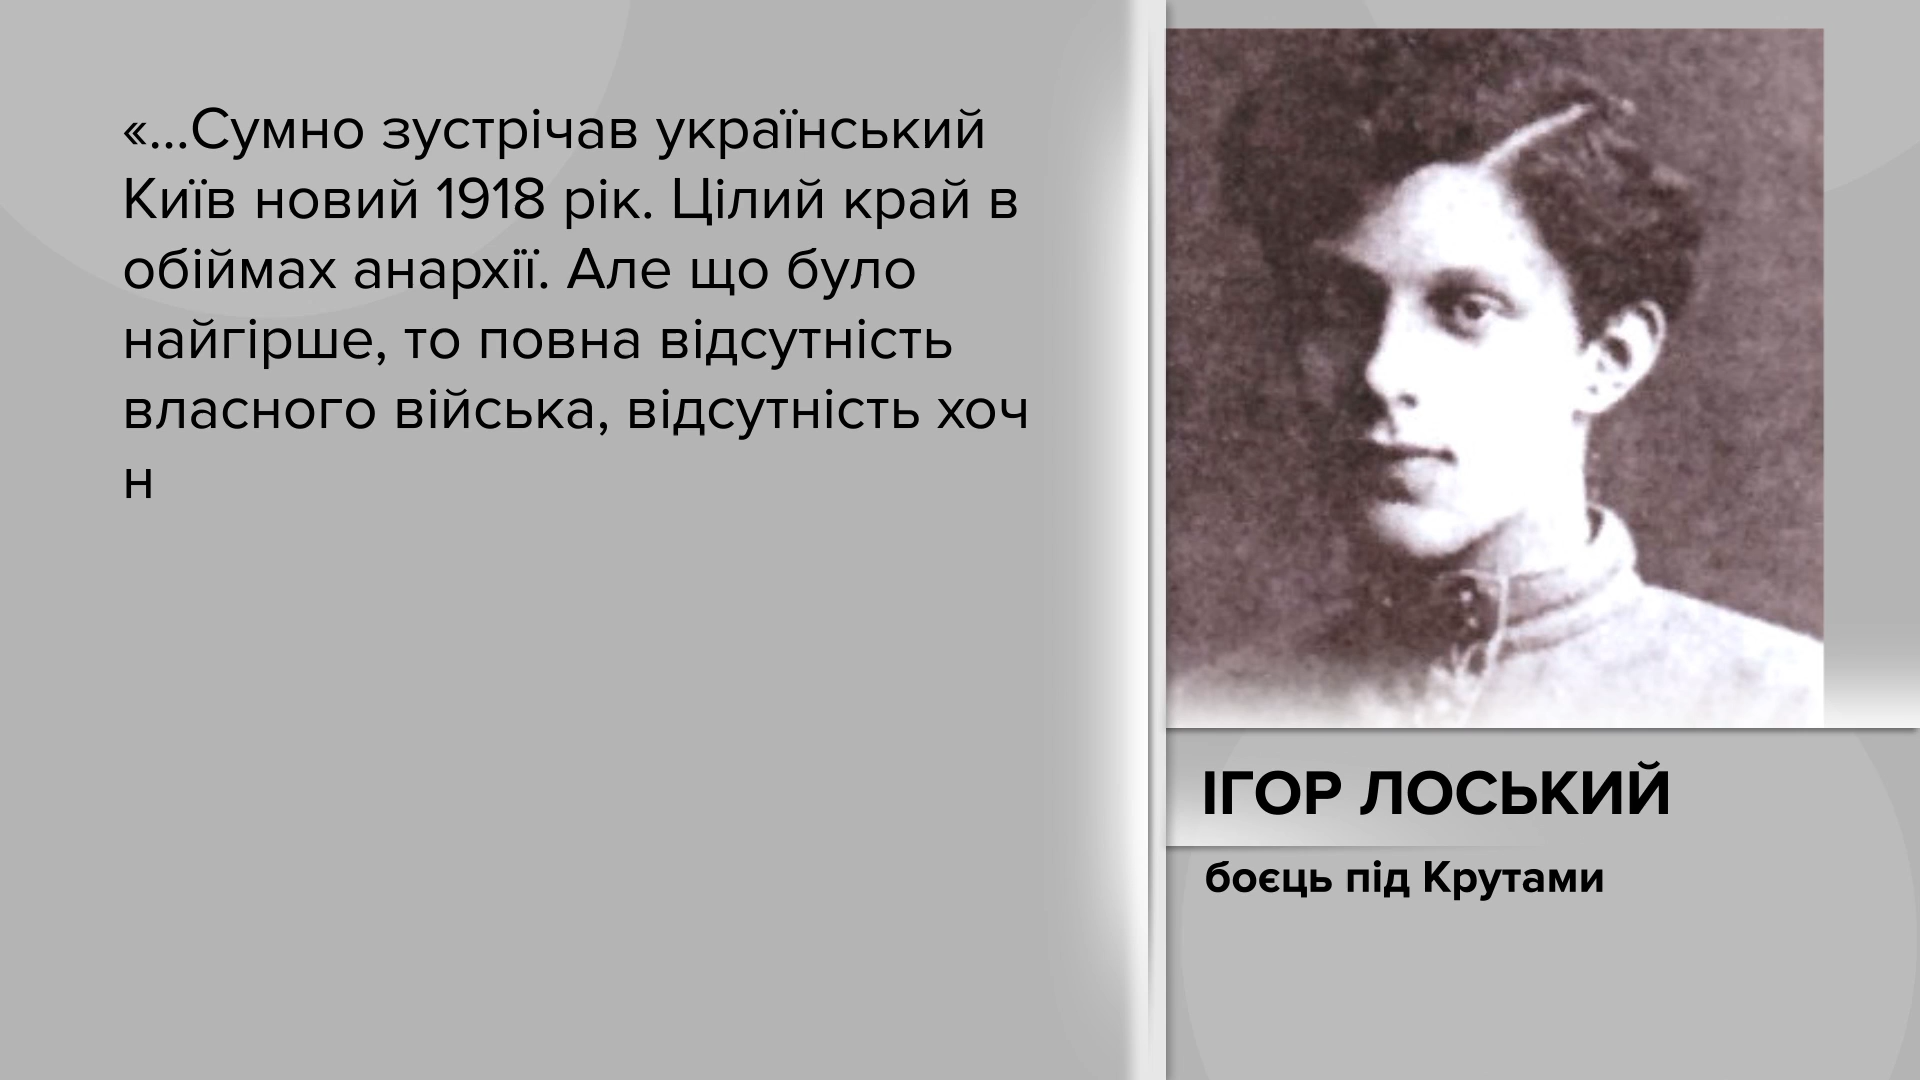 «...Сумно зустрічав український
Київ новий 1918 рік. Цілий край в
обіймах анархії. Але що було
найгірше, то повна відсутність
власного війська, відсутність хоч
н
ІГОР ЛОСЬКИЙ
боєць під Крутами